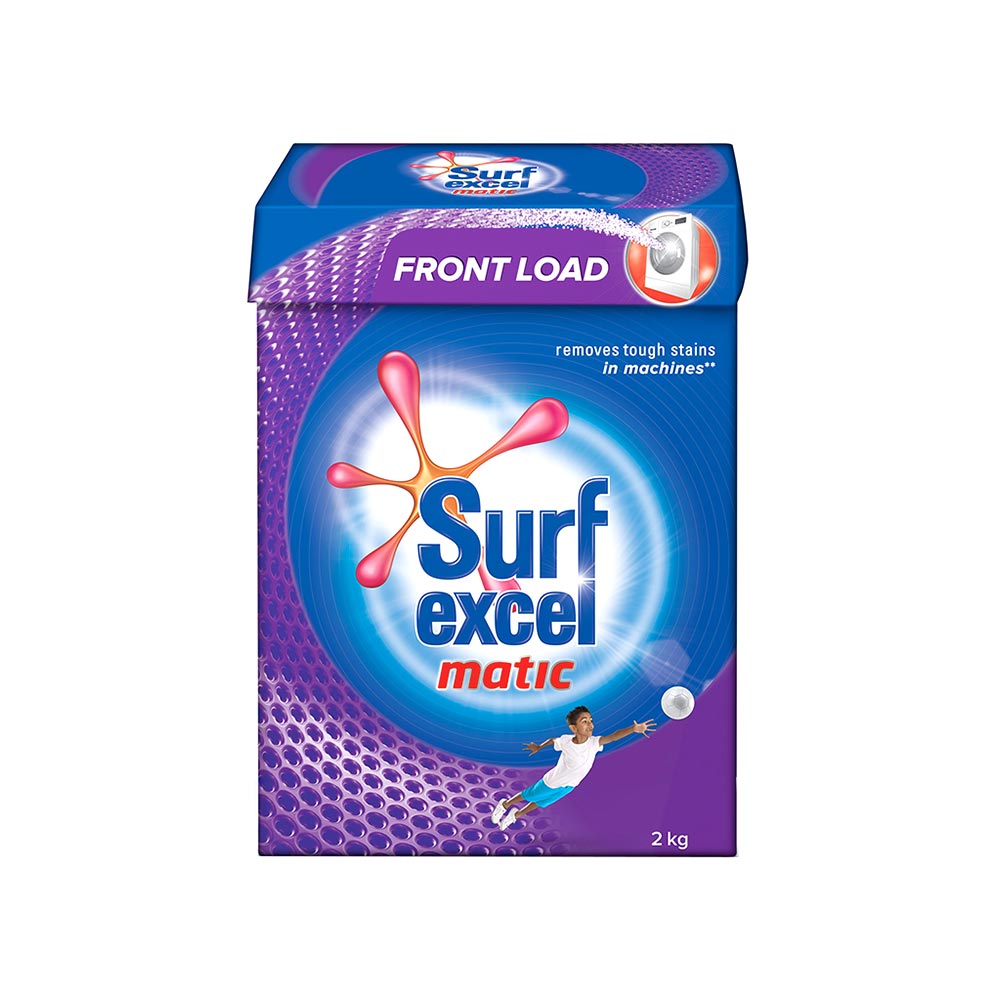 Surf
excel
matic
FRONT LOAD
removes tough stains
in machines**
Surf
excel
matic
2 kg